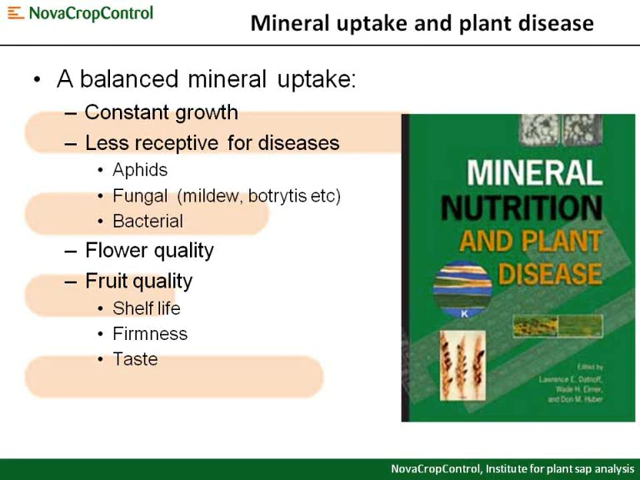 NovaCropControl
Mineral uptake and plant disease
• A balanced mineral uptake:
– Constant growth
– Less receptive for diseases
• Aphids
• Fungal (mildew, botrytis etc)
• Bacterial
– Flower quality
– Fruit quality
• Shelf life
• Firmness
• Taste
MINERAL
NUTRITION
AND PLANT
DISEASE
K
Edited by
Lawrence E. Datnoff,
Wade H. Elmer,
and Don M. Huber
NovaCropControl, Institute for plant sap analysis